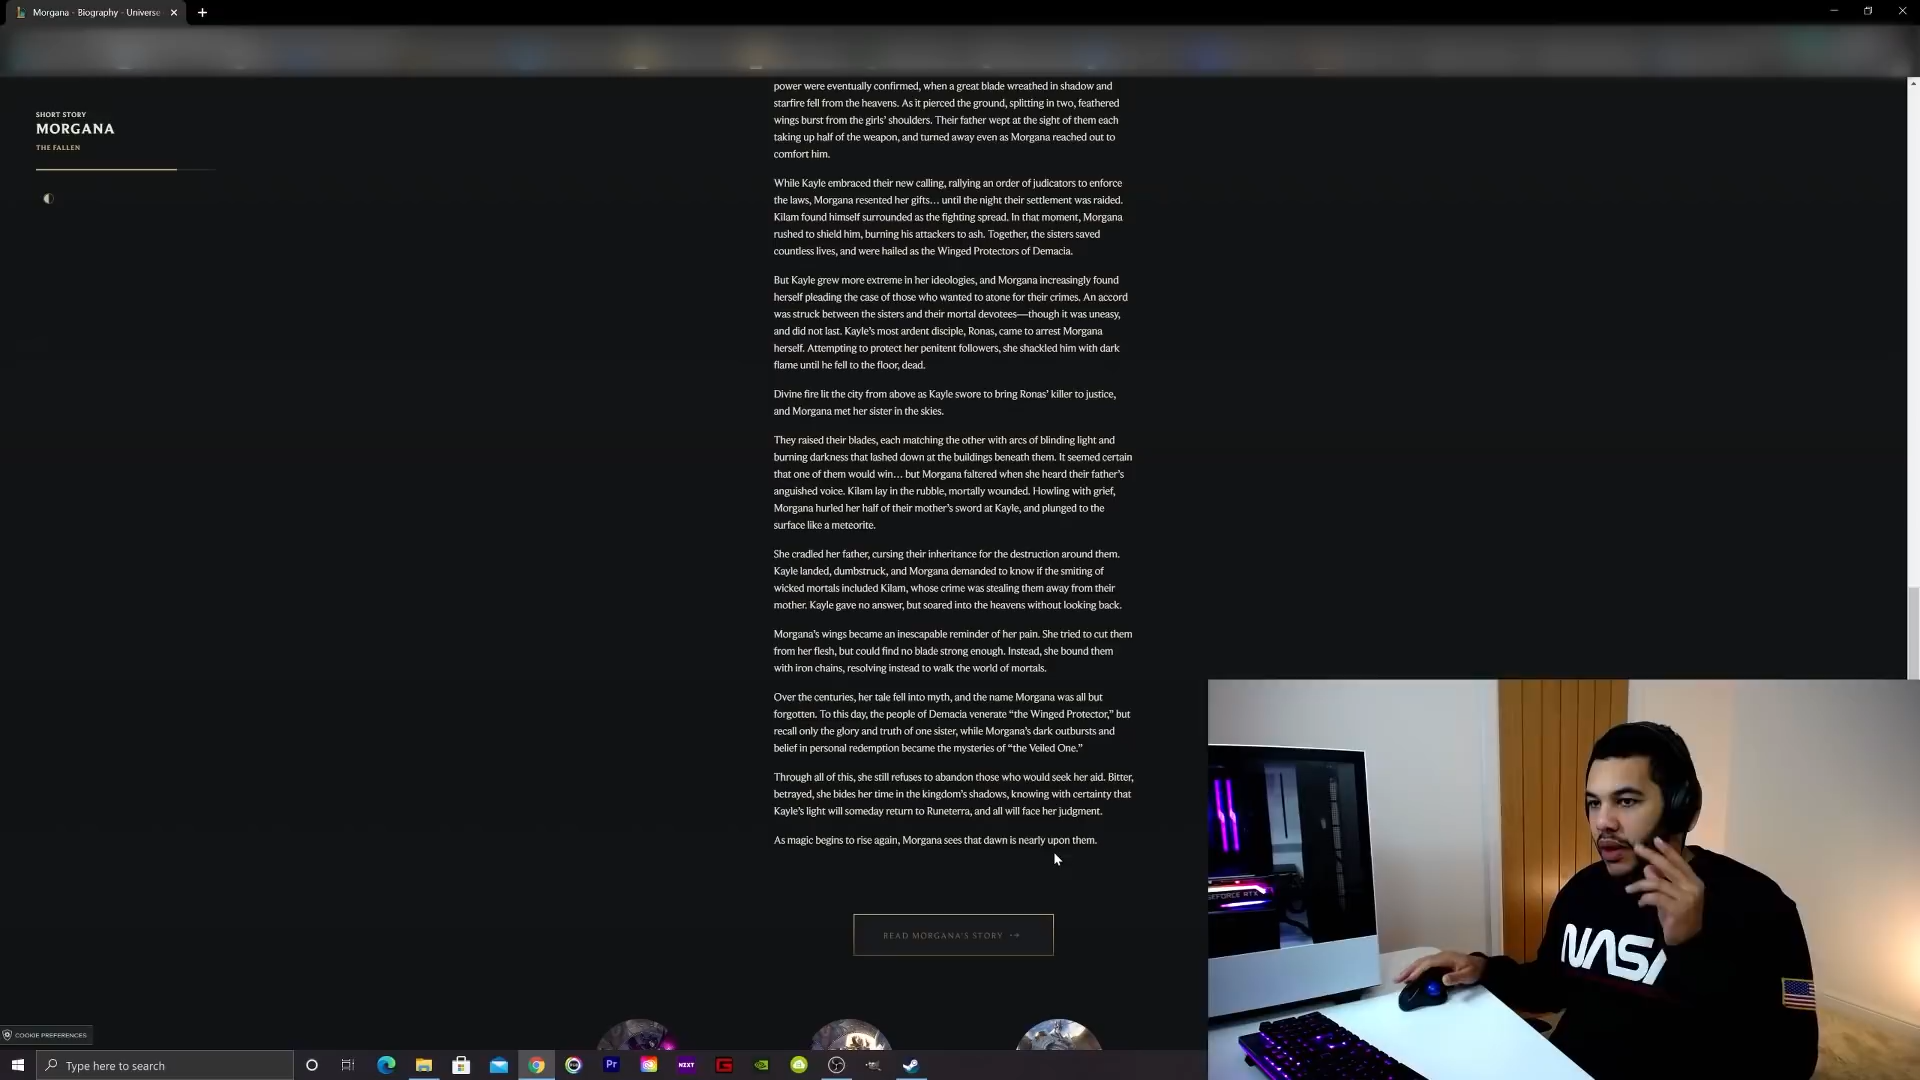 Morgana - Biography - Universe
SHORT STORY
MORGANA
THE FALLEN
power were eventually confirmed, when a great blade wreathed in shadow and
starfire fell from the heavens. As it pierced the ground, splitting in two, feathered
wings burst from the girls’ shoulders. Their father wept at the sight of them each
taking up half of the weapon, and turned away even as Morgana reached out to
comfort him.
While Kayle embraced their new calling, rallying an order of judicators to enforce
the laws, Morgana resented her gifts… until the night their settlement was raided.
Kilam found himself surrounded as the fighting spread. In that moment, Morgana
rushed to shield him, burning his attackers to ash. Together, the sisters saved
countless lives, and were hailed as the Winged Protectors of Demacia.
But Kayle grew more extreme in her ideologies, and Morgana increasingly found
herself pleading the case of those who wanted to atone for their crimes. An accord
was struck between the sisters and their mortal devotees—though it was uneasy,
and did not last. Kayle’s most ardent disciple, Ronas, came to arrest Morgana
herself. Attempting to protect her penitent followers, she shackled him with dark
flame until he fell to the floor, dead.
Divine fire lit the city from above as Kayle swore to bring Ronas’ killer to justice,
and Morgana met her sister in the skies.
They raised their blades, each matching the other with arcs of blinding light and
burning darkness that lashed down at the buildings beneath them. It seemed certain
that one of them would win… but Morgana faltered when she heard their father’s
anguished voice. Kilam lay in the rubble, mortally wounded. Howling with grief,
Morgana hurled her half of their mother’s sword at Kayle, and plunged to the
surface like a meteorite.
She cradled her father, cursing their inheritance for the destruction around them.
Kayle landed, dumbstruck, and Morgana demanded to know if the smiting of
wicked mortals included Kilam, whose crime was stealing them away from their
mother. Kayle gave no answer, but soared into the heavens without looking back.
Morgana’s wings became an inescapable reminder of her pain. She tried to cut them
from her flesh, but could find no blade strong enough. Instead, she bound them
with iron chains, resolving instead to walk the world of mortals.
Over the centuries, her tale fell into myth, and the name Morgana was all but
forgotten. To this day, the people of Demacia venerate “the Winged Protector,” but
recall only the glory and truth of one sister, while Morgana’s dark outbursts and
belief in personal redemption became the mysteries of “the Veiled One.”
Through all of this, she still refuses to abandon those who would seek her aid. Bitter,
betrayed, she bides her time in the kingdom’s shadows, knowing with certainty that
Kayle’s light will someday return to Runeterra, and all will face her judgment.
As magic begins to rise again, Morgana sees that dawn is nearly upon them.
READ MORGANA'S STORY
GEFORCE RTX
NASA
COOKIE PREFERENCES
Type here to search
Pr
NZXT